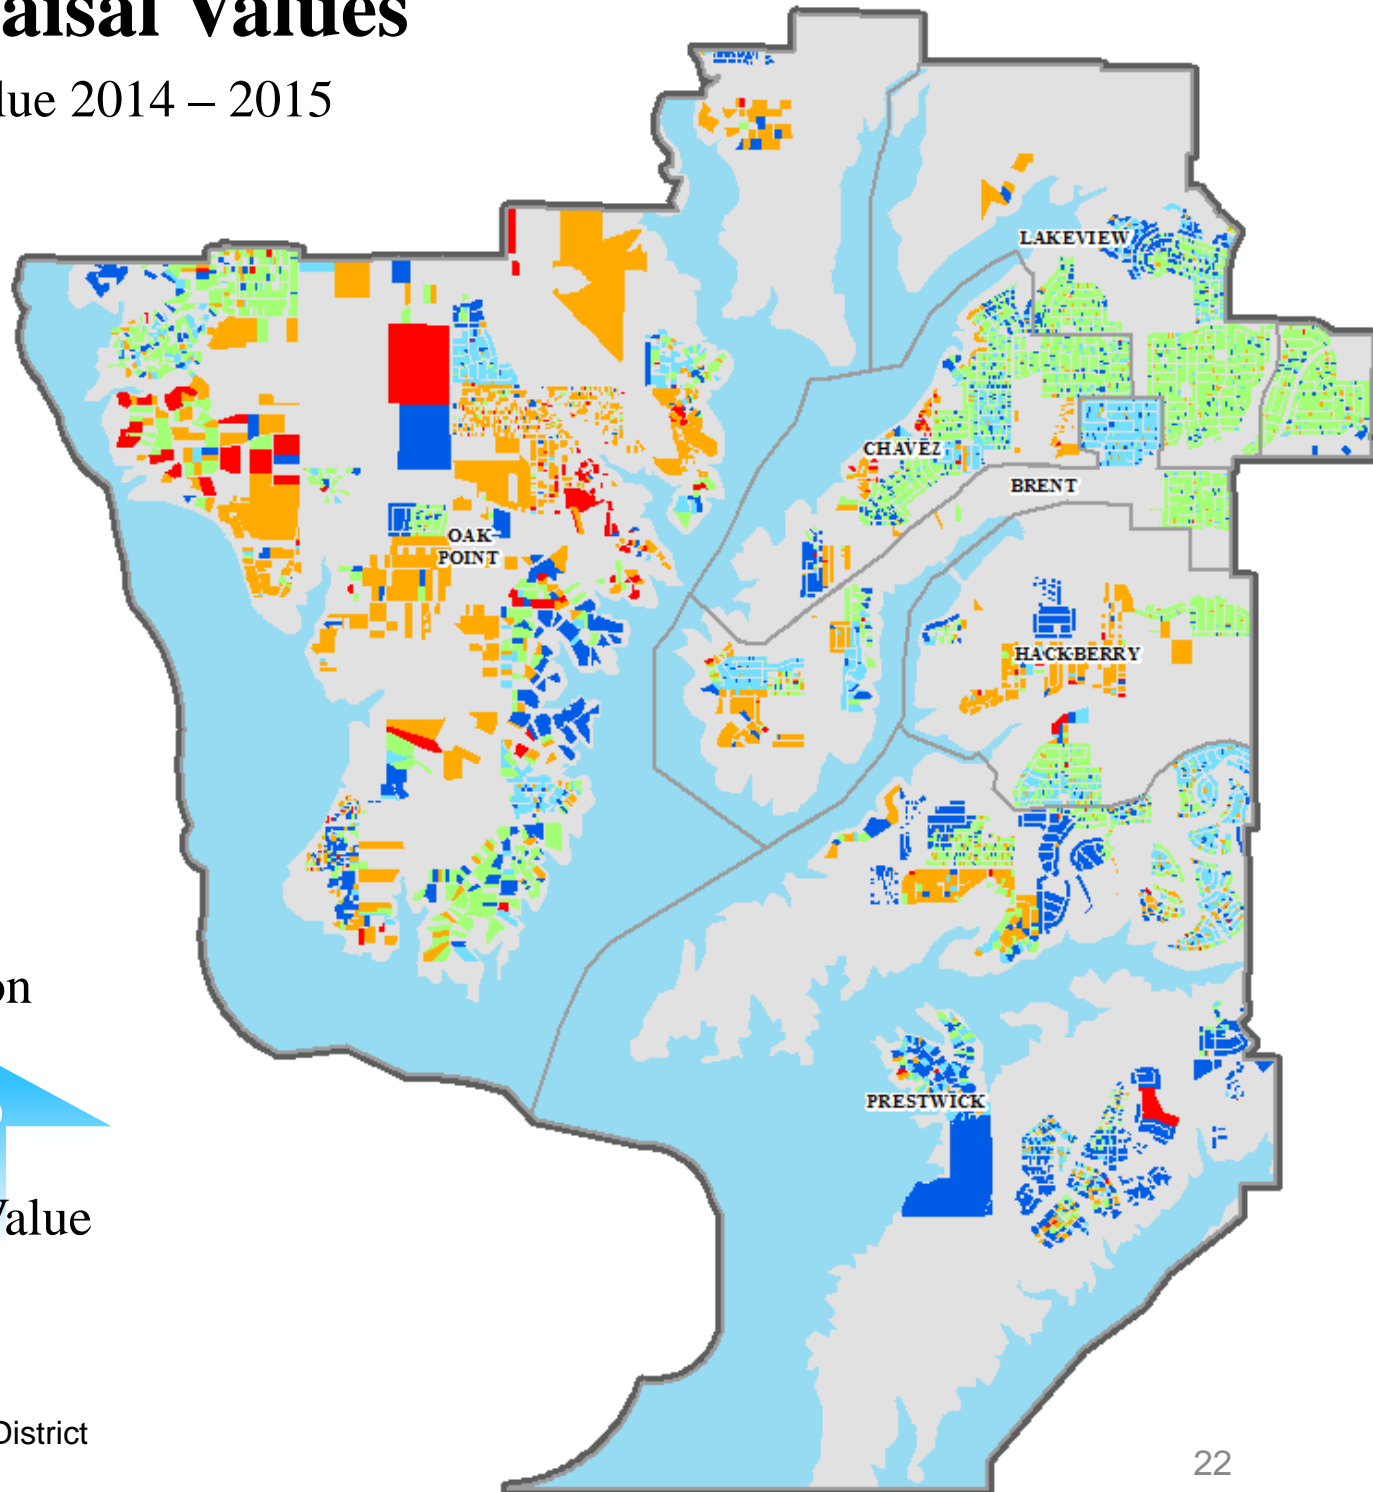 aisal Values
lue 2014 – 2015
LAKEVIEW
CHAVEZ
BRENT
OAK
POINT
HACKBERRY
on
PRESTWICK
Value
District
22